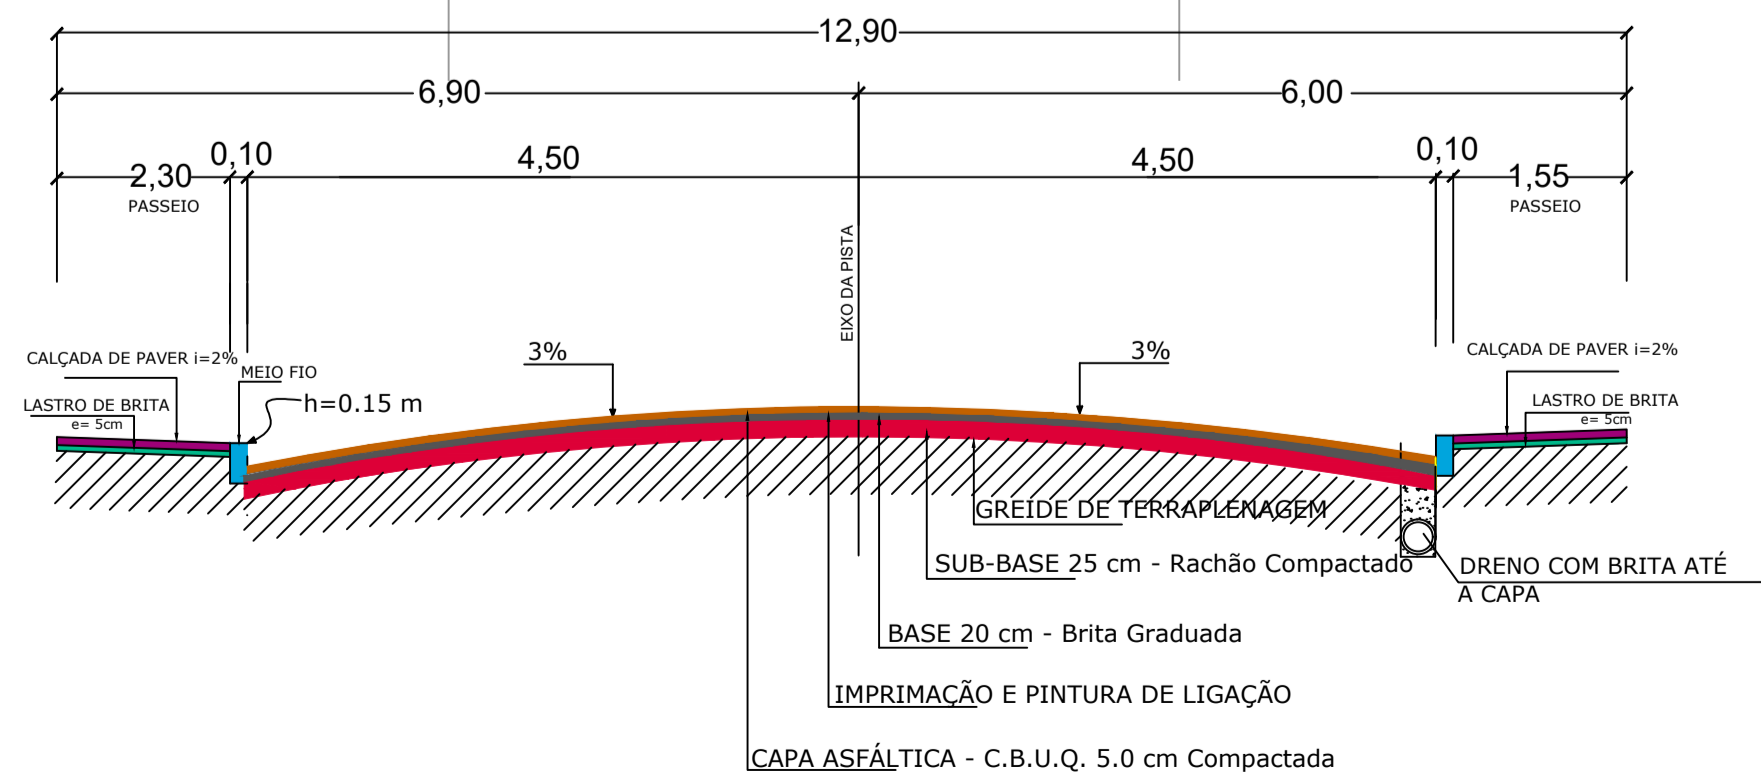 12,90
6,90
6,00
0,10
4,50
4,50
0,10
2,30
1,55
PASSEIO
PASSEIO
EIXO DA PISTA
3%
3%
CALÇADA DE PAVER i=2%
CALÇADA DE PAVER i=2%
MEIO FIO
LASTRO DE BRITA
e= 5cm
h=0.15 m
LASTRO DE BRITA
e= 5cm
GREIDE DE TERRAPLENAGEM
SUB-BASE 25 cm - Rachão Compactado
DRENO COM BRITA ATÉ
A CAPA
BASE 20 cm - Brita Graduada
IMPRIMAÇÃO E PINTURA DE LIGAÇÃO
CAPA ASFÁLTICA - C.B.U.Q. 5.0 cm Compactada